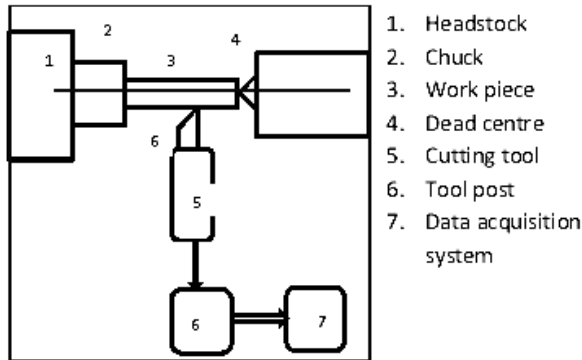 2
4
1
3
6
5
6
7
1. Headstock
2. Chuck
3. Work piece
4. Dead centre
5. Cutting tool
6. Tool post
7. Data acquisition
system